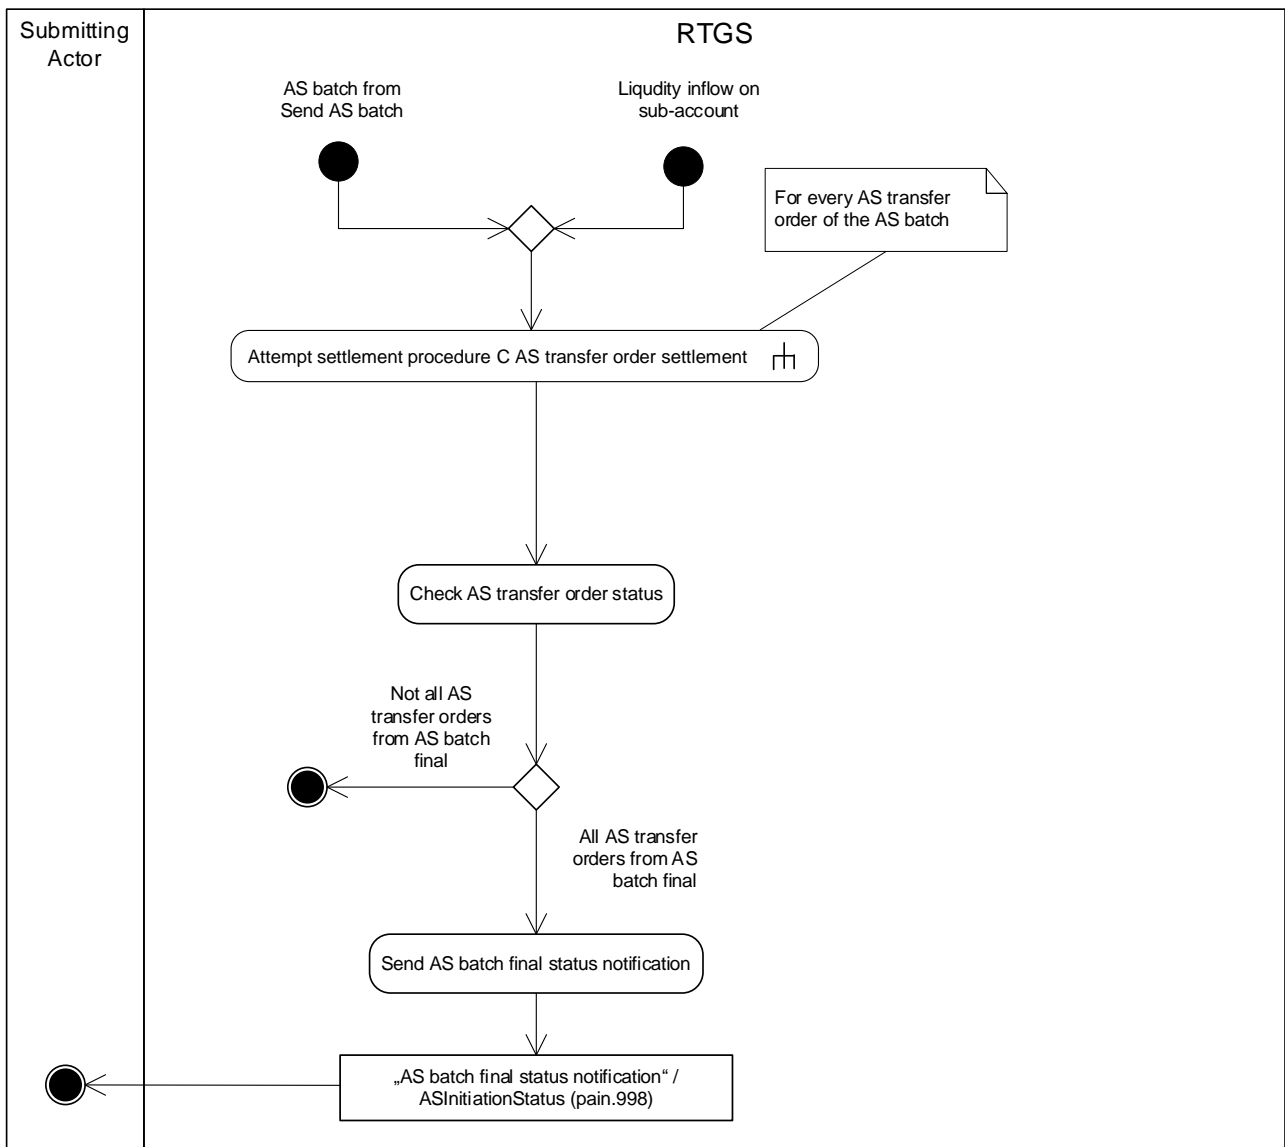 Submitting
Actor
RTGS
AS batch from
Send AS batch
Liqudity inflow on
sub-account
For every AS transfer
order of the AS batch
Attempt settlement procedure C AS transfer order settlement
Check AS transfer order status
Not all AS
transfer orders
from AS batch
final
All AS transfer
orders from AS
batch final
Send AS batch final status notification
„AS batch final status notification“ /
ASInitiationStatus (pain.998)